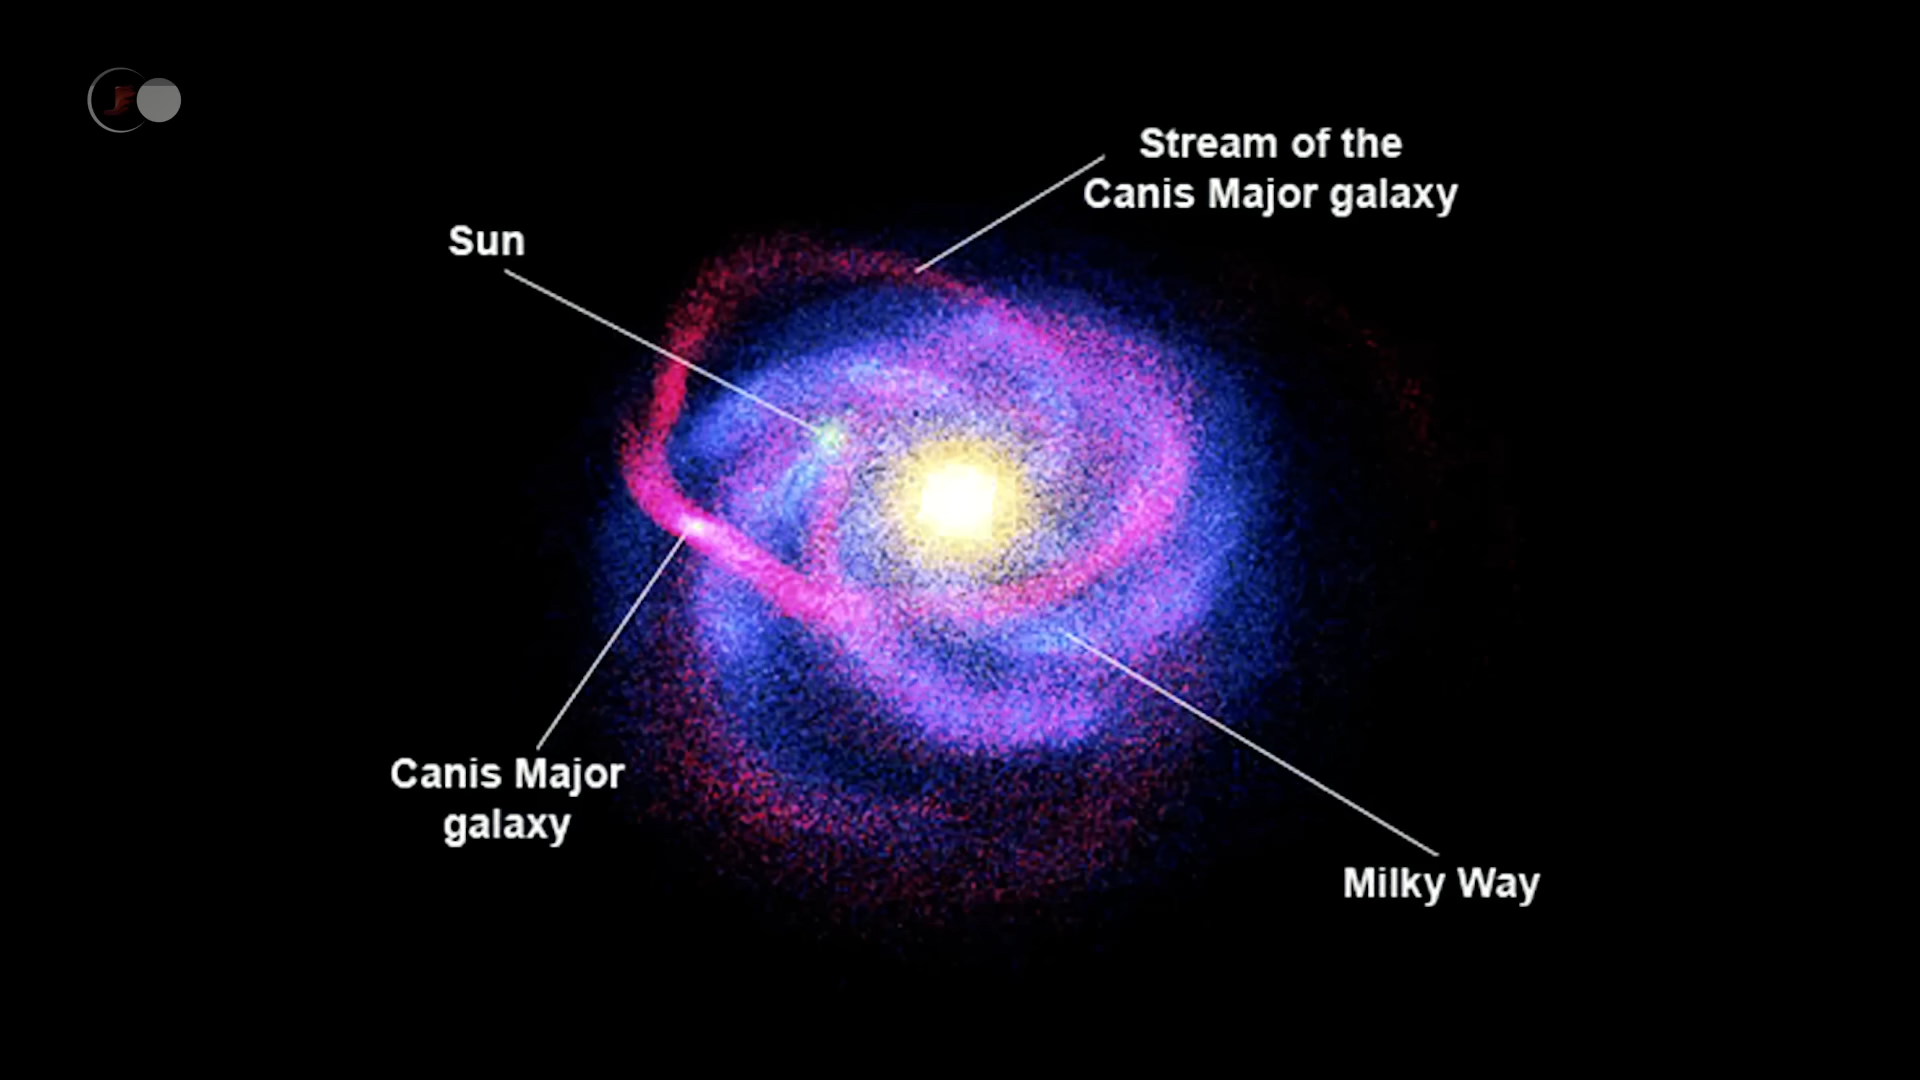 Stream of the
Canis Major galaxy
Sun
Canis Major
galaxy
Milky Way